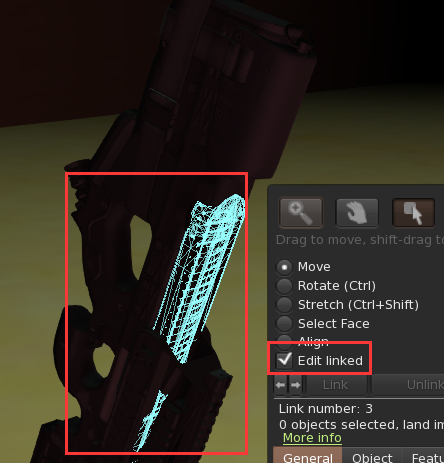 Drag to move, shift-drag to
Move
Rotate (Ctrl)
Stretch (Ctrl+Shift)
Select Face
Align
Edit linked
Link Unlink
Link number: 3
0 objects selected, land im
More info
General Object Featu